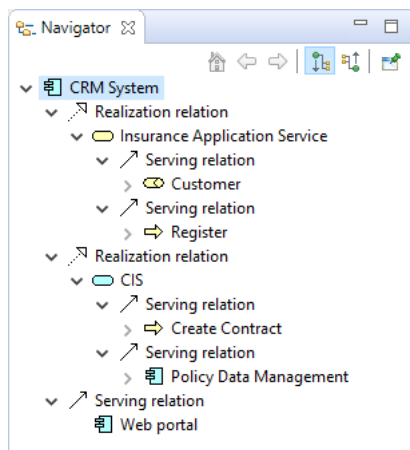 Navigator
CRM System
Realization relation
Insurance Application Service
Serving relation
Customer
Serving relation
Register
Realization relation
CIS
Serving relation
Create Contract
Serving relation
Policy Data Management
Serving relation
Web portal